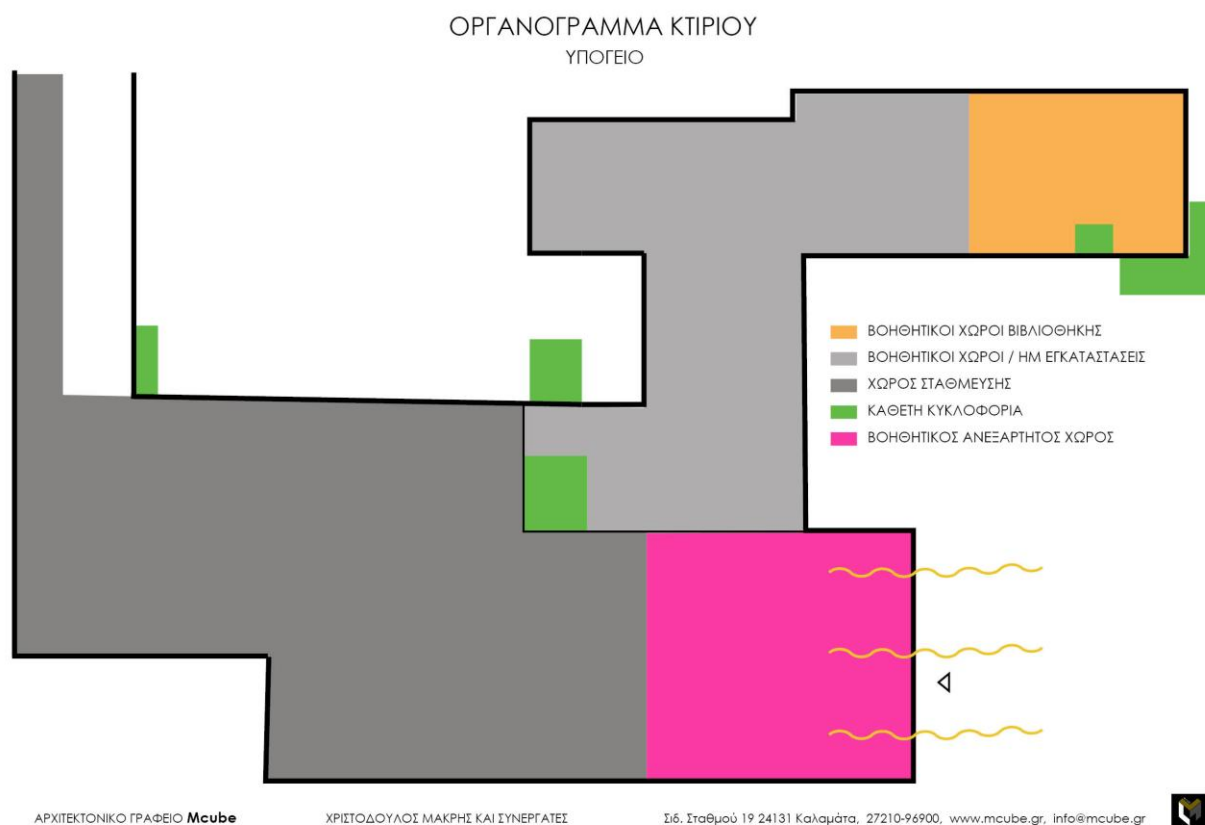 ΟΡΓΑΝΟΓΡΑΜΜΑ ΚΤΙΡΙΟΥ
ΥΠΟΓΕΙΟ
ΒΟΗΘΗΤΙΚΟΙ ΧΩΡΟΙ ΒΙΒΛΙΟΘΗΚΗΣ
ΒΟΗΘΗΤΙΚΟΙ ΧΩΡΟΙ / ΗΜ ΕΓΚΑΤΑΣΤΑΣΕΙΣ
ΧΩΡΟΣ ΣΤΑΘΜΕΥΣΗΣ
ΚΑΘΕΤΗ ΚΥΚΛΟΦΟΡΙΑ
ΒΟΗΘΗΤΙΚΟΣ ΑΝΕΞΑΡΤΗΤΟΣ ΧΩΡΟΣ
ΑΡΧΙΤΕΚΤΟΝΙΚΟ ΓΡΑΦΕΙΟ Mcube ΧΡΙΣΤΟΔΟΥΛΟΣ ΜΑΚΡΗΣ ΚΑΙ ΣΥΝΕΡΓΑΤΕΣ Σιδ. Σταθμού 19 24131 Καλαμάτα, 27210-96900, www.mcube.gr, info@mcube.gr